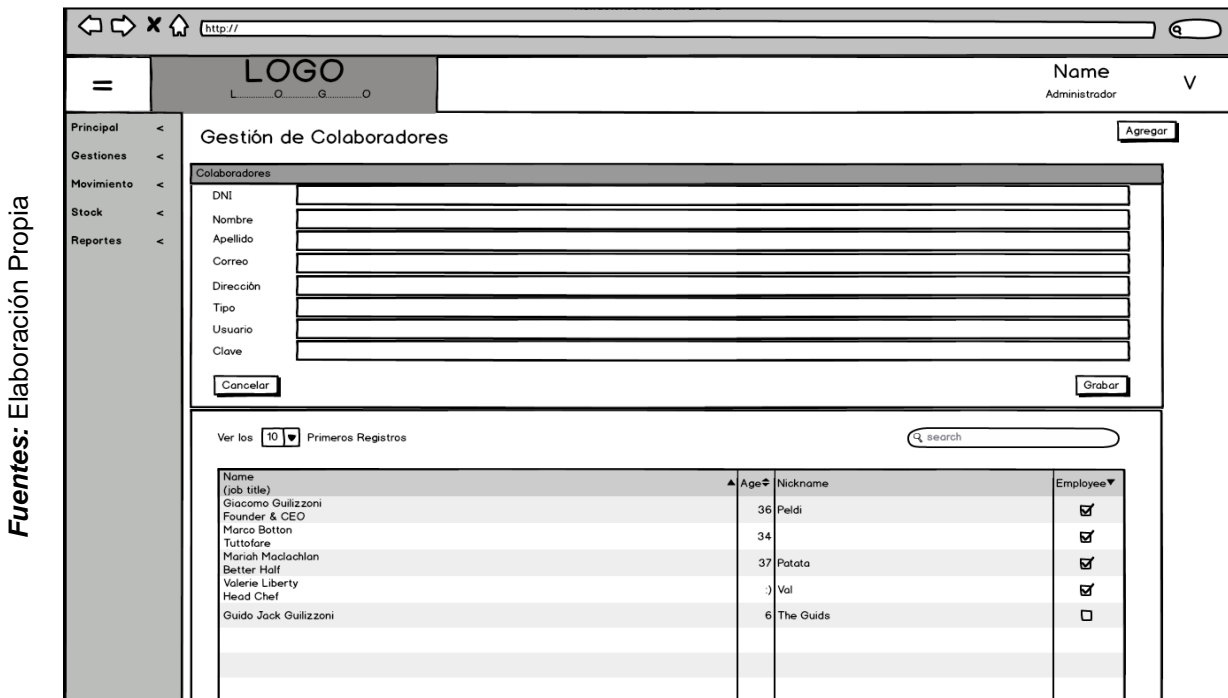 http://
LOGO
L..............O..............G..............O
Name
Administrador
V
Principal <
Gestiones <
Movimiento <
Stock <
Reportes <
Gestión de Colaboradores
Agregar
Colaboradores
DNI
Nombre
Apellido
Correo
Dirección
Tipo
Usuario
Clave
Cancelar
Grabar
Ver los 10 Primeros Registros
search
Name
(job title)
Age
Nickname
Employee
Giacomo Guilizzoni
Founder & CEO
36 Peldi
Marco Botton
Tuttofare
34
Mariah Maclachlan
Better Half
37 Patata
Valerie Liberty
Head Chef
:) Val
Guido Jack Guilizzoni
6 The Guids
Fuentes: Elaboración Propia